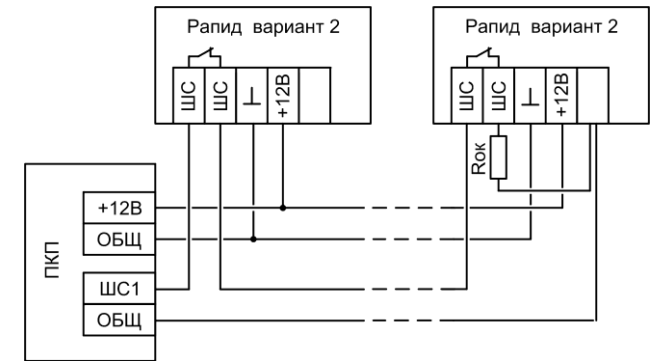 Рапид вариант 2
ШС
ШС
⊥
+12В
Рапид вариант 2
ШС
ШС
⊥
+12В
Rок
ПКП
+12В
ОБЩ
ШС1
ОБЩ